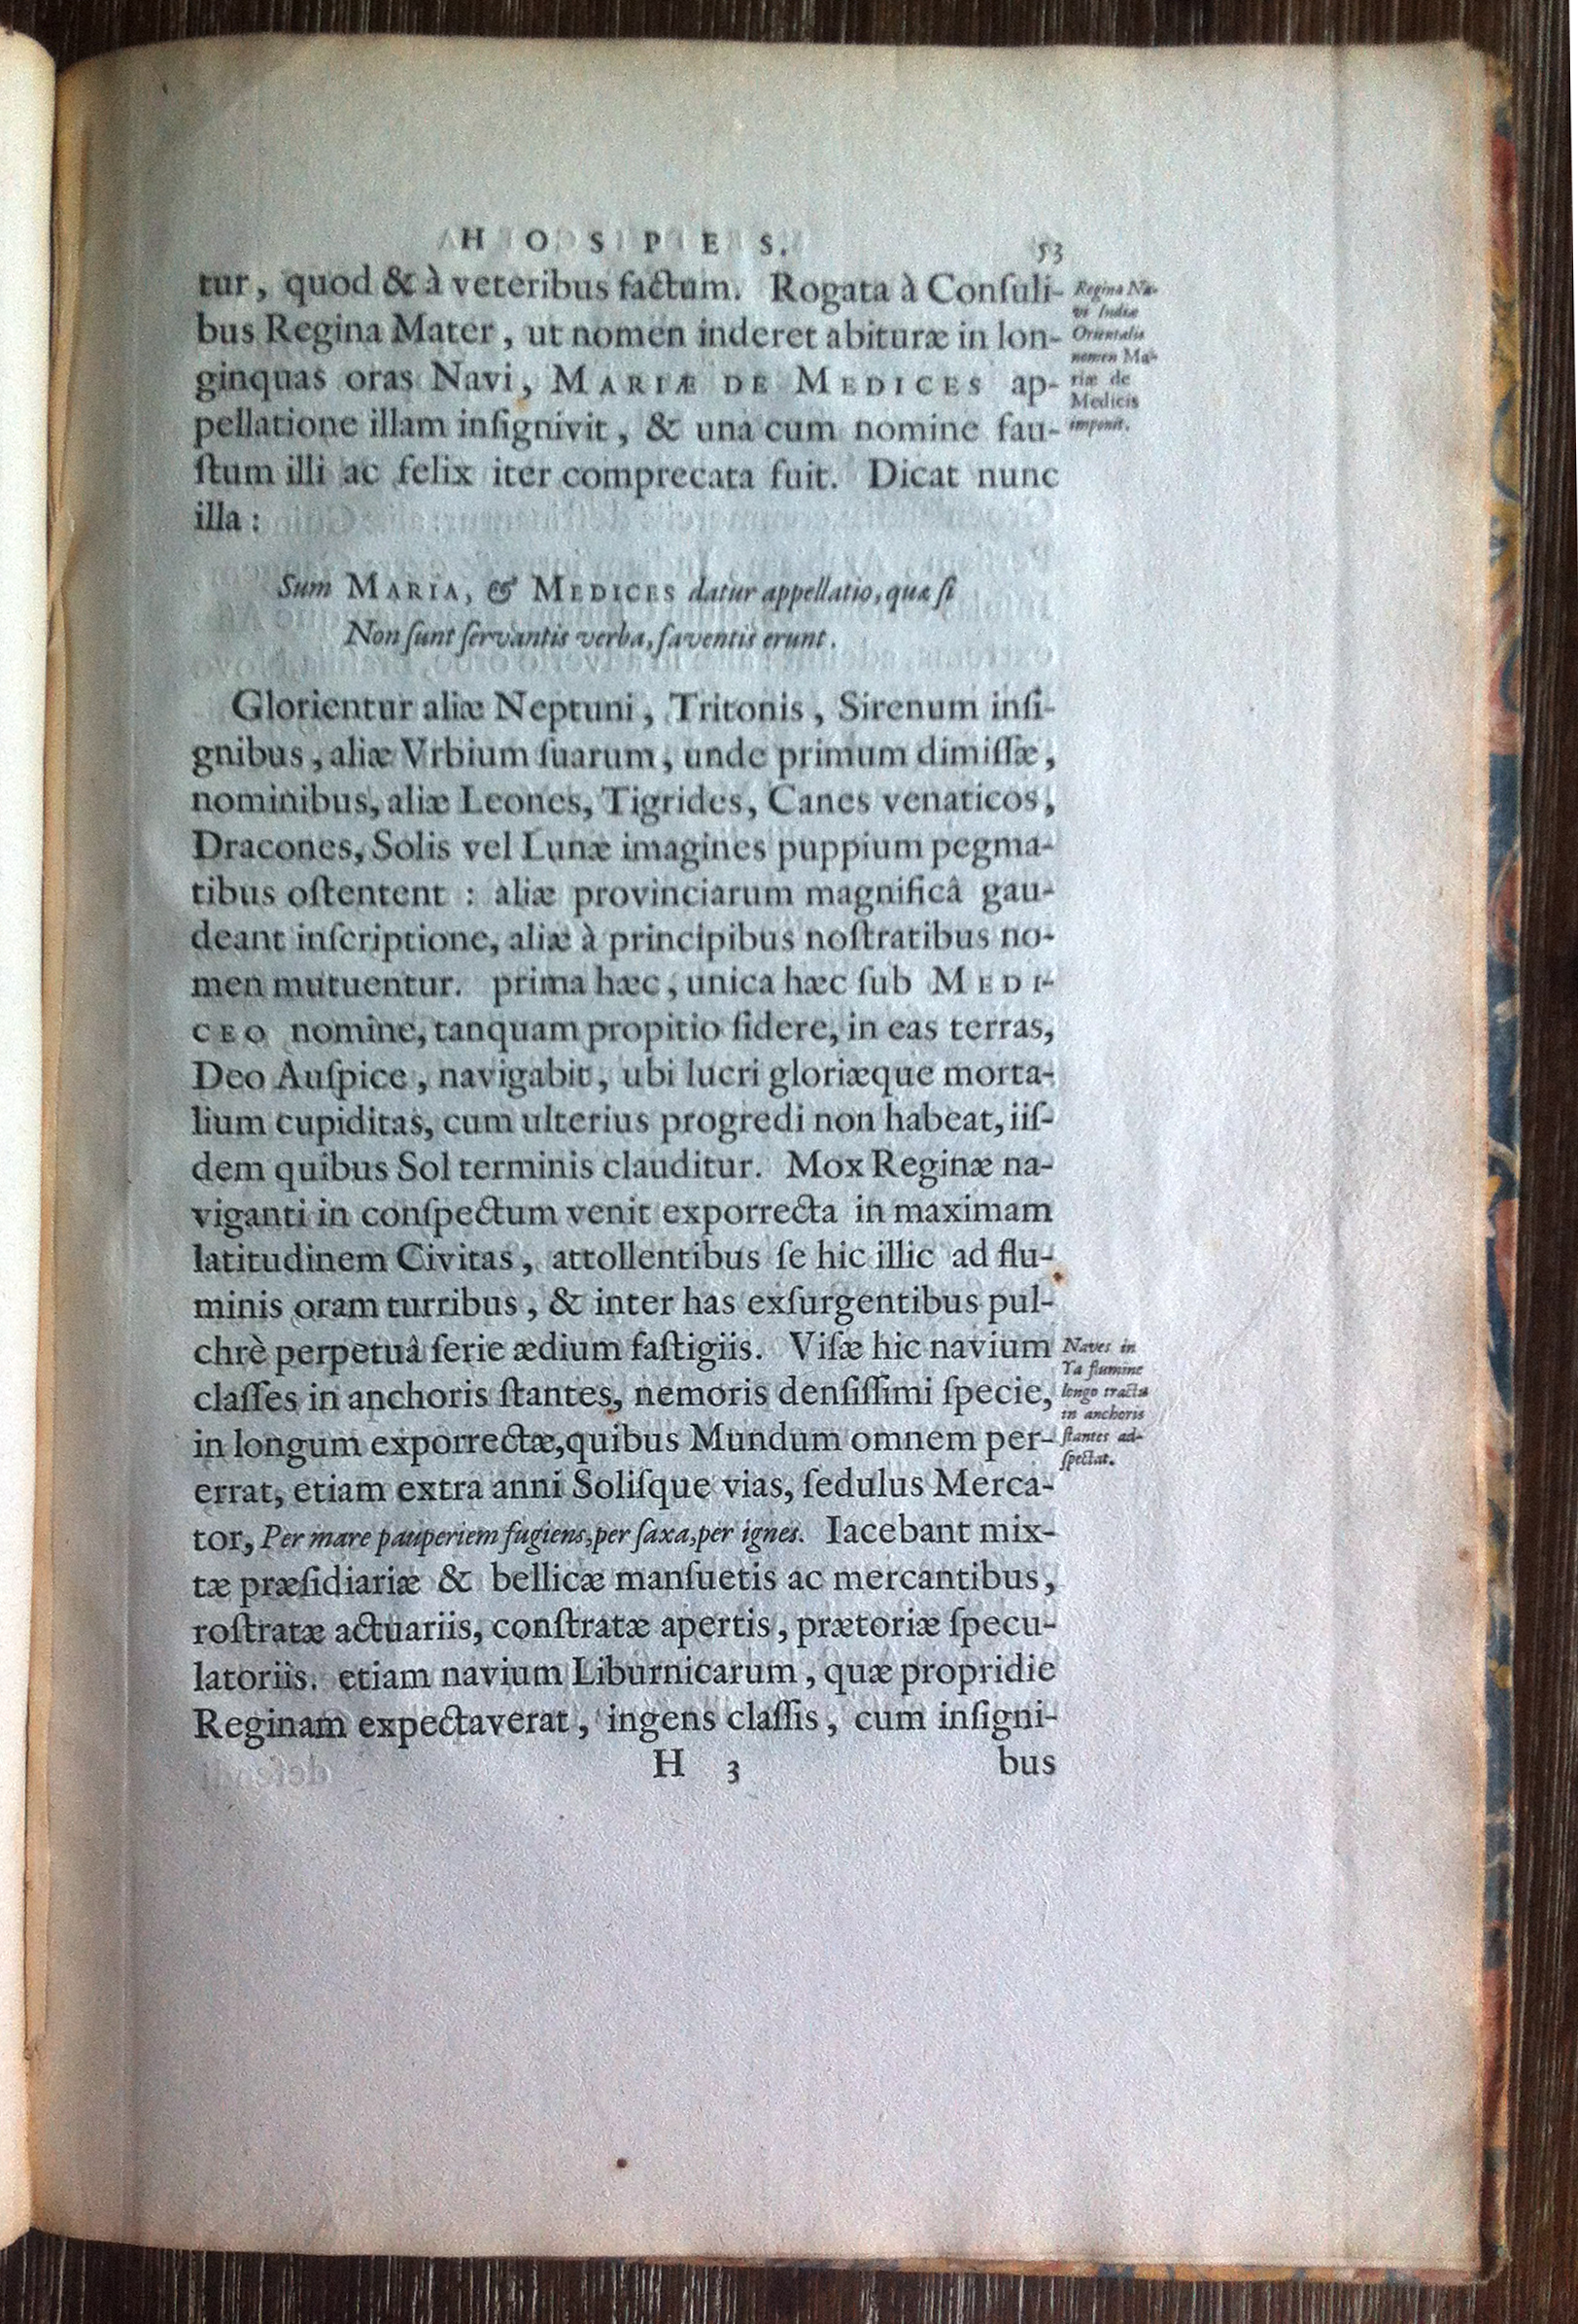 HOSPES. 53
tur, quod & à veteribus factum. Rogata à Conſuli-
bus Regina Mater, ut nomen inderet abituræ in lon-
ginquas oras Navi, MARIÆ DE MEDICES ap-
pellatione illam inſignivit, & una cum nomine fau-
ſtum illi ac felix iter comprecata fuit. Dicat nunc
illa:
Regina Na-
vi Indiæ
Orientalis
nomen Ma-
riæ de
Medicis
imponit.
Sum MARIA, & MEDICES datur appellatio, quæ ſi
Non ſunt ſervantis verba, faventis erunt.
Glorientur aliæ Neptuni, Tritonis, Sirenum inſi-
gnibus, aliæ Vrbium ſuarum, unde primum dimiſſæ,
nominibus, aliæ Leones, Tigrides, Canes venaticos,
Dracones, Solis vel Lunæ imagines puppium pegma-
tibus oſtentent : aliæ provinciarum magnificâ gau-
deant inſcriptione, aliæ à principibus noſtratibus no-
men mutuentur. prima hæc, unica hæc ſub MEDI-
CEO nomine, tanquam propitio ſidere, in eas terras,
Deo Auſpice, navigabit, ubi lucri gloriæque morta-
lium cupiditas, cum ulterius progredi non habeat, iiſ-
dem quibus Sol terminis clauditur. Mox Reginæ na-
viganti in conſpectum venit exporrecta in maximam
latitudinem Civitas, attollentibus ſe hic illic ad flu-
minis oram turribus, & inter has exſurgentibus pul-
chrè perpetuâ ſerie ædium faſtigiis. Viſæ hic navium
claſſes in anchoris ſtantes, nemoris denſiſſimi ſpecie,
in longum exporrectæ, quibus Mundum omnem per-
errat, etiam extra anni Soliſque vias, ſedulus Merca-
tor, Per mare pauperiem fugiens, per ſaxa, per ignes. Iacebant mix-
tæ præſidiariæ & bellicæ manſuetis ac mercantibus,
roſtratæ actuariis, conſtratæ apertis, prætoriæ ſpecu-
latoriis. etiam navium Liburnicarum, quæ propridie
Reginam expectaverat, ingens claſſis, cum inſigni-
Naves in
Ya flumine
longo tractu
in anchoris
ſtantes ad-
ſpectat.
H 3 bus